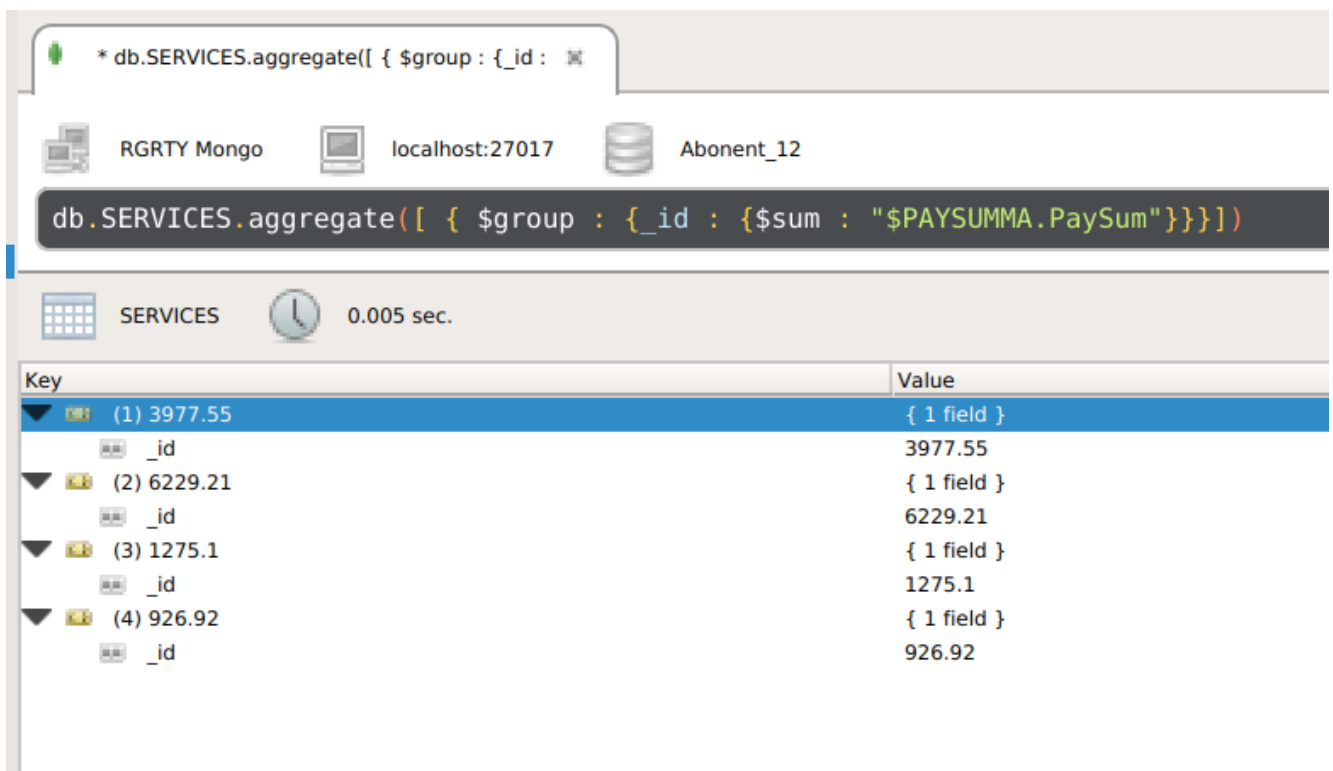 * db.SERVICES.aggregate([ { $group : {_id :
RGRTY Mongo localhost:27017 Abonent_12
db.SERVICES.aggregate([ { $group : {_id : {$sum : "$PAYSUMMA.PaySum"}}}])
SERVICES 0.005 sec.
Key Value
(1) 3977.55 { 1 field }
_id 3977.55
(2) 6229.21 { 1 field }
_id 6229.21
(3) 1275.1 { 1 field }
_id 1275.1
(4) 926.92 { 1 field }
_id 926.92